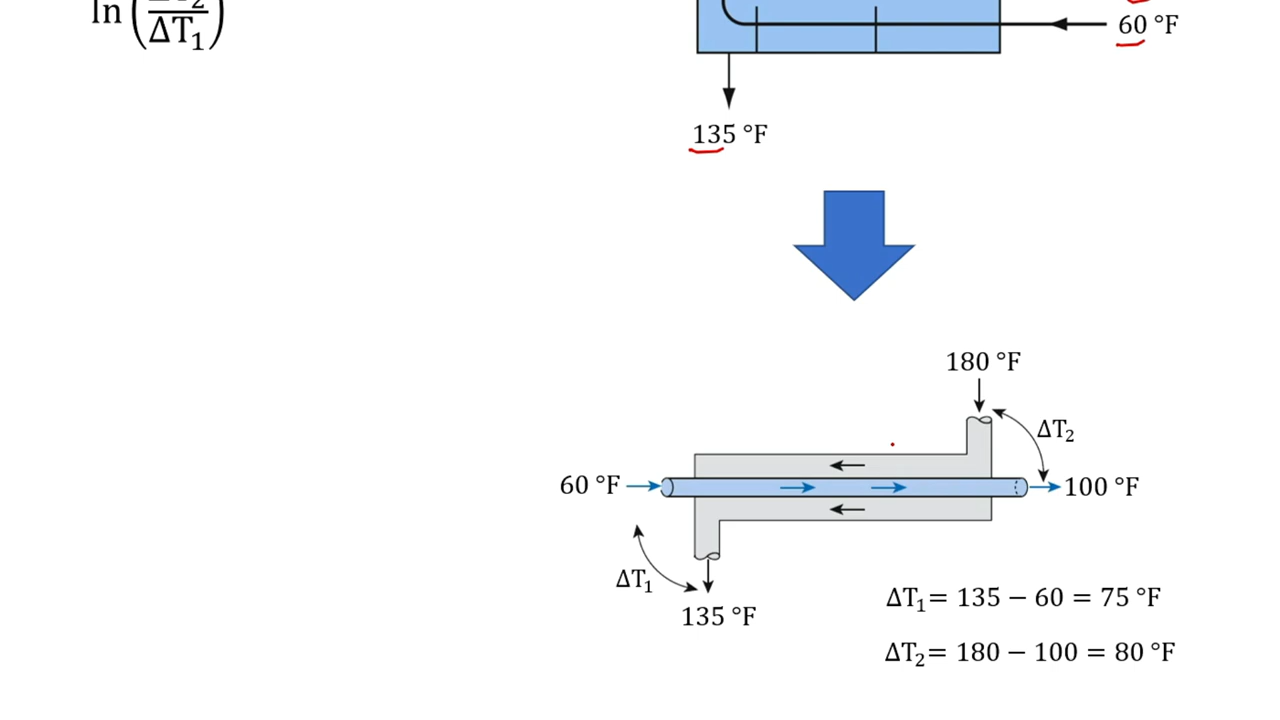 ln (ΔT₂/ΔT₁)
60 °F
135 °F
180 °F
ΔT₂
60 °F
100 °F
ΔT₁
135 °F
ΔT₁= 135 − 60 = 75 °F
ΔT₂= 180 − 100 = 80 °F